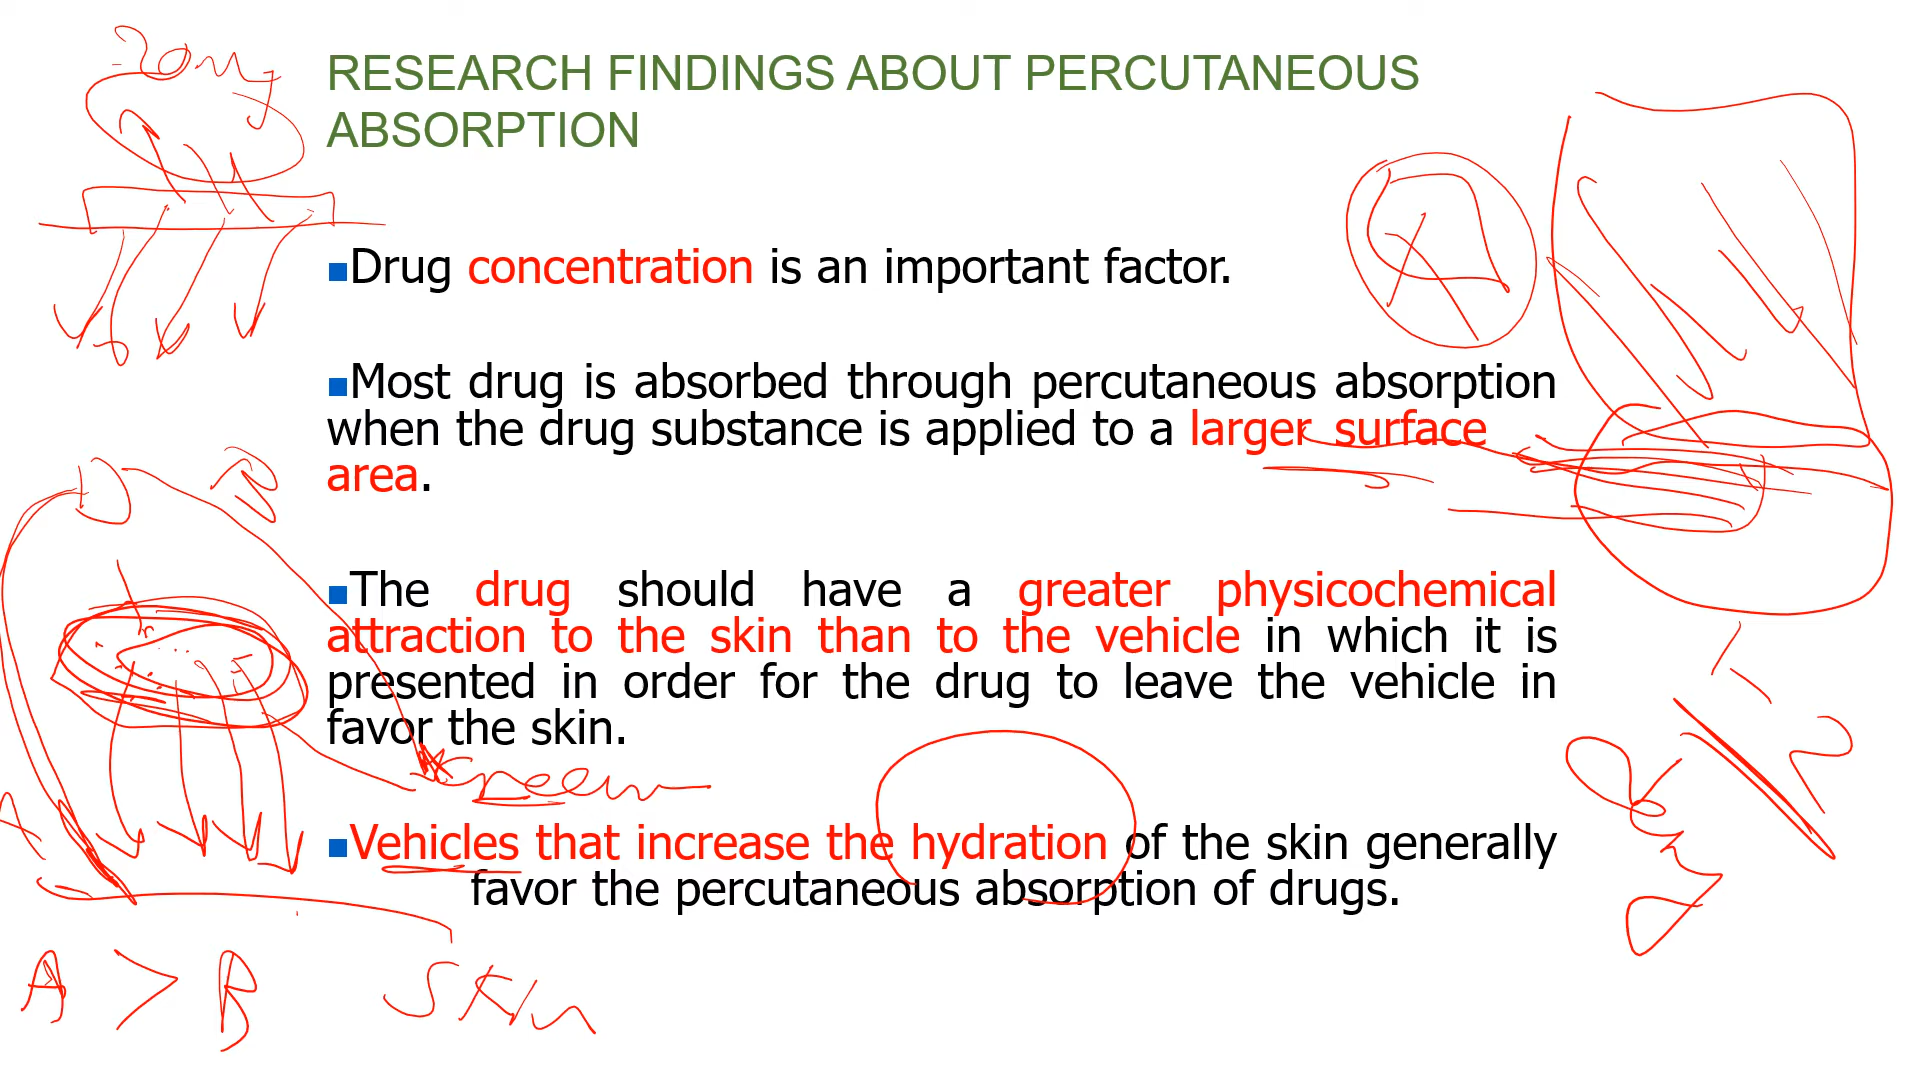 20mg
RESEARCH FINDINGS ABOUT PERCUTANEOUS
ABSORPTION
▪Drug concentration is an important factor.
▪Most drug is absorbed through percutaneous absorption
when the drug substance is applied to a larger surface
area.
▪The drug should have a greater physicochemical
attraction to the skin than to the vehicle in which it is
presented in order for the drug to leave the vehicle in
favor the skin.
▪Vehicles that increase the hydration of the skin generally
favor the percutaneous absorption of drugs.
A > B
Skin